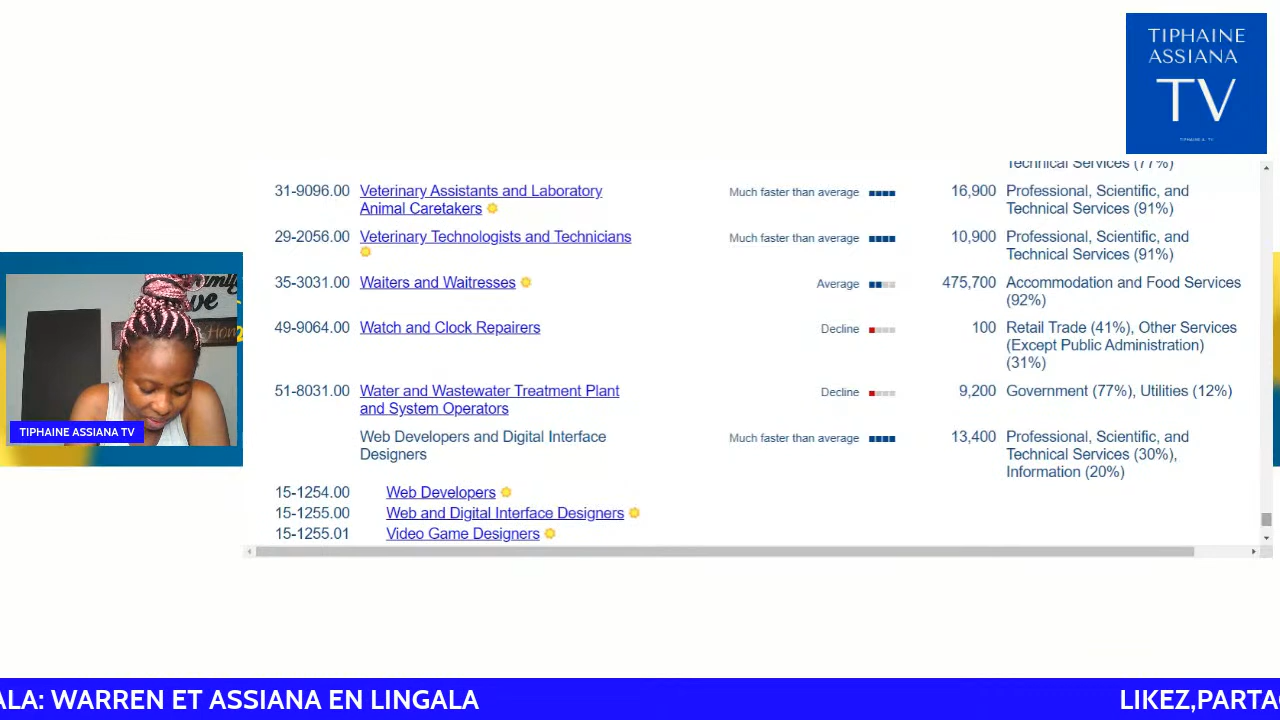 TIPHAINE
ASSIANA
TV
TIPHAINE A. TV
Technical Services (77%)
31-9096.00 Veterinary Assistants and Laboratory Much faster than average 16,900 Professional, Scientific, and
Animal Caretakers Technical Services (91%)
29-2056.00 Veterinary Technologists and Technicians Much faster than average 10,900 Professional, Scientific, and
Technical Services (91%)
35-3031.00 Waiters and Waitresses Average 475,700 Accommodation and Food Services
(92%)
49-9064.00 Watch and Clock Repairers Decline 100 Retail Trade (41%), Other Services
(Except Public Administration)
(31%)
51-8031.00 Water and Wastewater Treatment Plant Decline 9,200 Government (77%), Utilities (12%)
and System Operators
Web Developers and Digital Interface Much faster than average 13,400 Professional, Scientific, and
Designers Technical Services (30%),
Information (20%)
15-1254.00 Web Developers
15-1255.00 Web and Digital Interface Designers
15-1255.01 Video Game Designers
Home
TIPHAINE ASSIANA TV
ALA: WARREN ET ASSIANA EN LINGALA
LIKEZ,PARTA